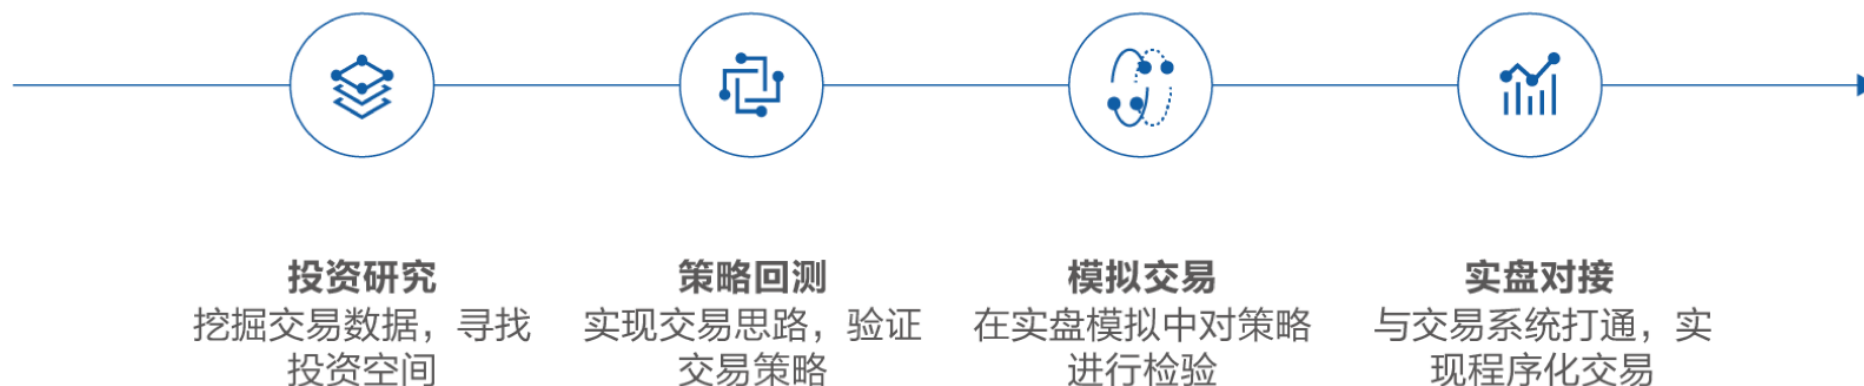 投资研究
挖掘交易数据，寻找
投资空间
策略回测
实现交易思路，验证
交易策略
模拟交易
在实盘模拟中对策略
进行检验
实盘对接
与交易系统打通，实
现程序化交易